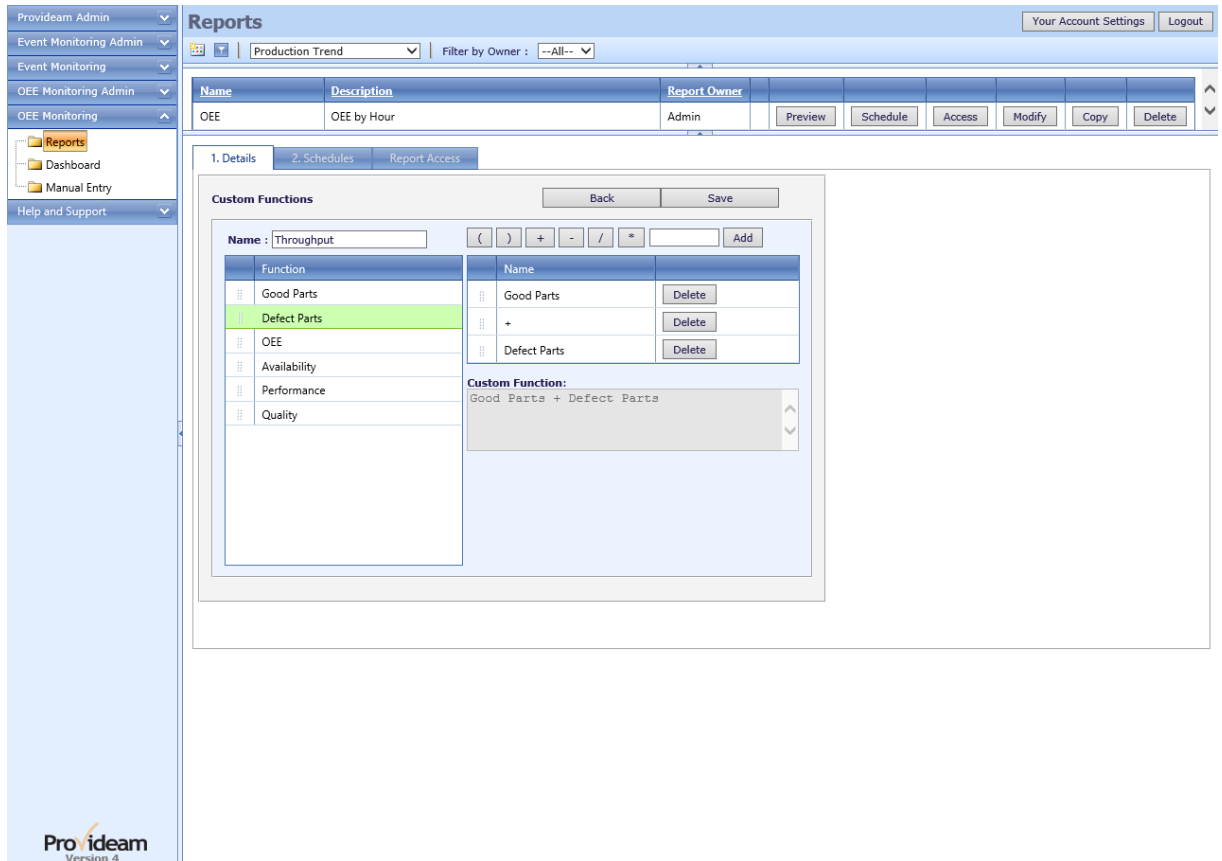 Provideam Admin
Event Monitoring Admin
Event Monitoring
OEE Monitoring Admin
OEE Monitoring
Reports
Dashboard
Manual Entry
Help and Support
Provideam
Version 4
Reports
Your Account Settings Logout
Production Trend Filter by Owner : --All--
Name Description Report Owner
OEE OEE by Hour Admin Preview Schedule Access Modify Copy Delete
1. Details 2. Schedules Report Access
Custom Functions Back Save
Name : Throughput ( ) + - / * Add
Function
Good Parts
Defect Parts
OEE
Availability
Performance
Quality
Name
Good Parts Delete
+ Delete
Defect Parts Delete
Custom Function:
Good Parts + Defect Parts